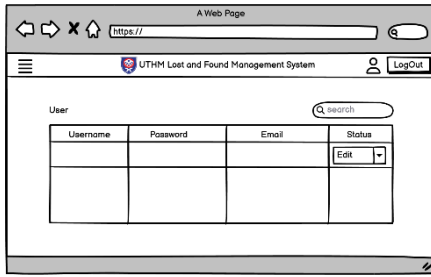 A Web Page
https://
UTHM Lost and Found Management System
LogOut
User
search
Username Password Email Status
Edit